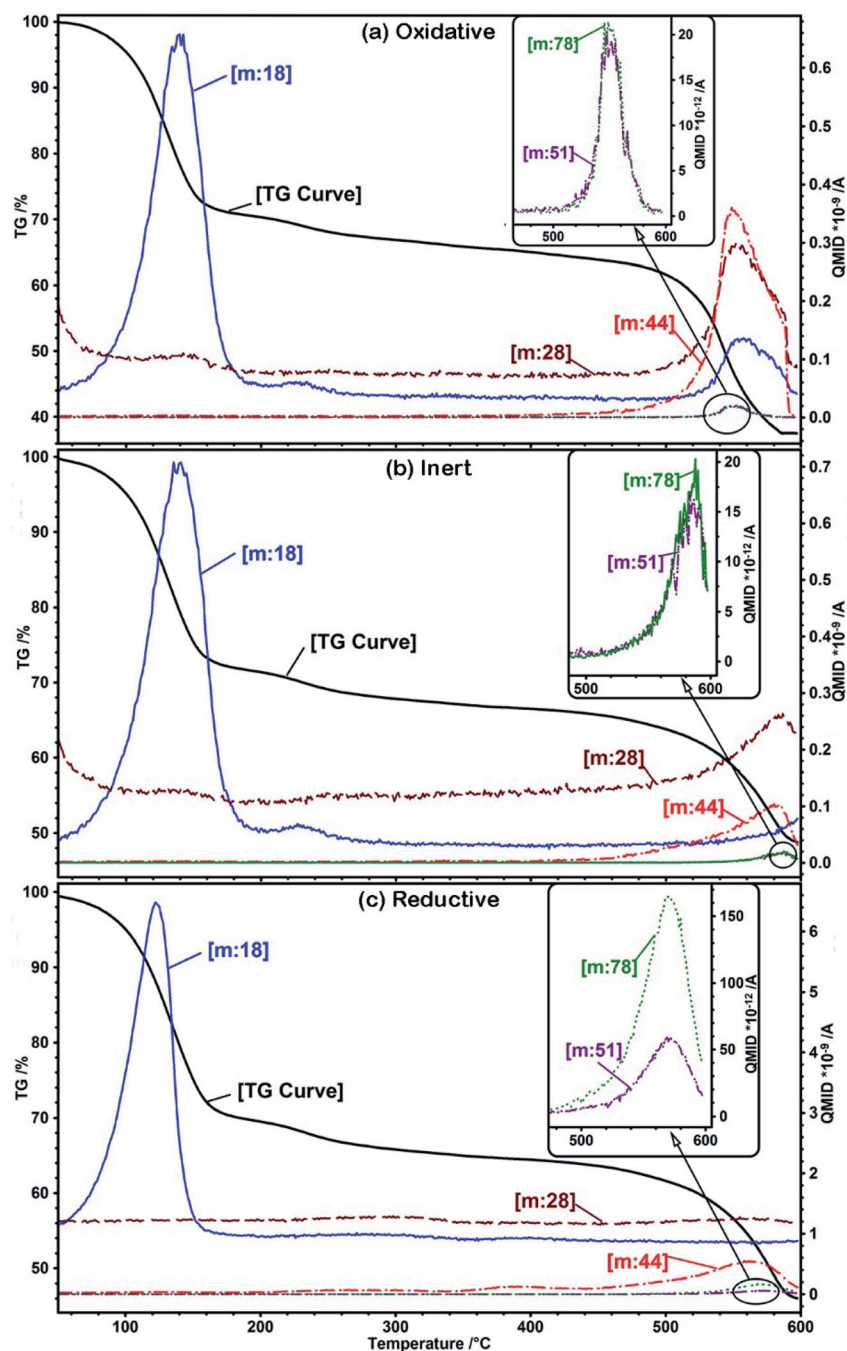 (a) Oxidative
100
90
80
70
60
50
40
TG /%
[m:18]
[TG Curve]
[m:28]
[m:44]
0.6
0.5
0.4
0.3
0.2
0.1
0.0
QMID *10-9 /A
[m:78]
[m:51]
20
15
10
5
0
QMID *10-12 /A
500
600
(b) Inert
100
90
80
70
60
50
TG /%
[m:18]
[TG Curve]
[m:28]
[m:44]
0.7
0.6
0.5
0.4
0.3
0.2
0.1
0.0
QMID *10-9 /A
[m:78]
[m:51]
20
15
10
5
0
QMID *10-12 /A
500
600
(c) Reductive
100
90
80
70
60
50
TG /%
[m:18]
[TG Curve]
[m:28]
[m:44]
6
5
4
3
2
1
0
QMID *10-9 /A
[m:78]
[m:51]
150
100
50
0
QMID *10-12 /A
500
600
100
200
300
400
500
600
Temperature /°C